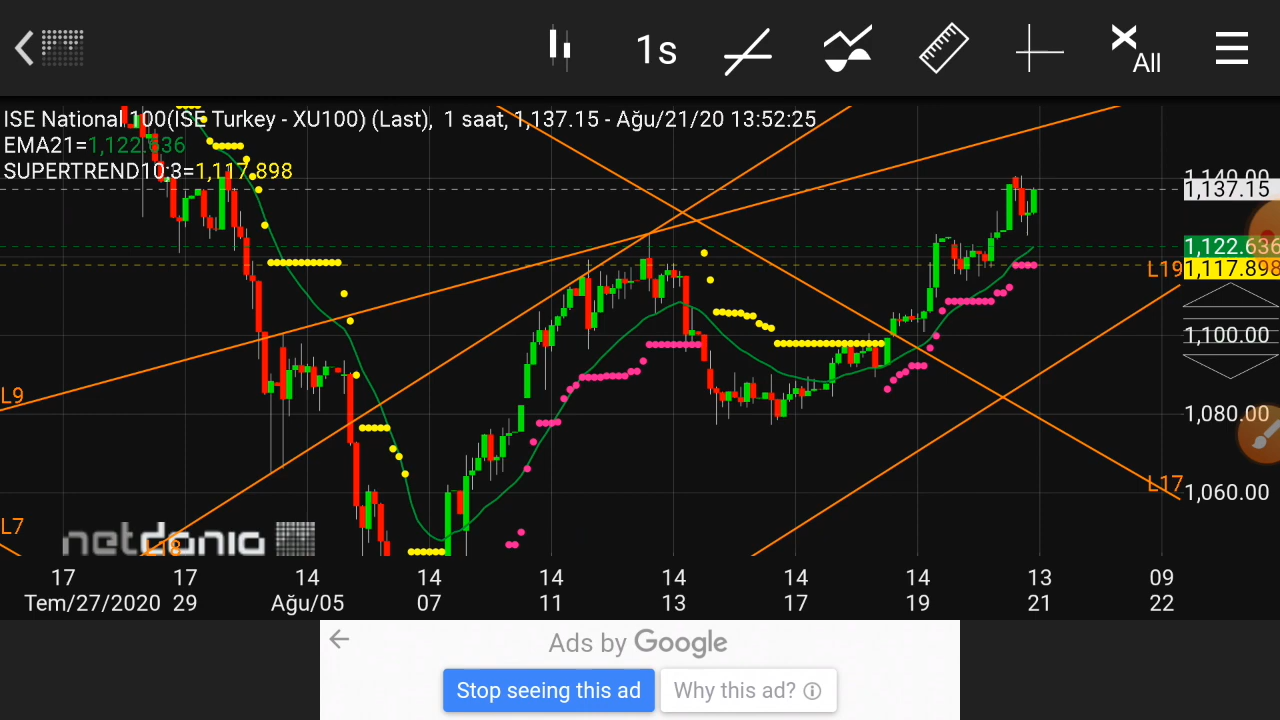 1s
All
ISE National 100(ISE Turkey - XU100) (Last), 1 saat, 1,137.15 - Ağu/21/20 13:52:25
EMA21=1,122.636
SUPERTREND10;3=1,117.898
1,140.00
1,137.15
1,122.636
L19
1,117.898
1,100.00
L9
1,080.00
L17
1,060.00
L7
L18
netdania
17 17 14 14 14 14 14 14 13 09
Tem/27/2020 29 Ağu/05 07 11 13 17 19 21 22
Ads by Google
Stop seeing this ad
Why this ad?